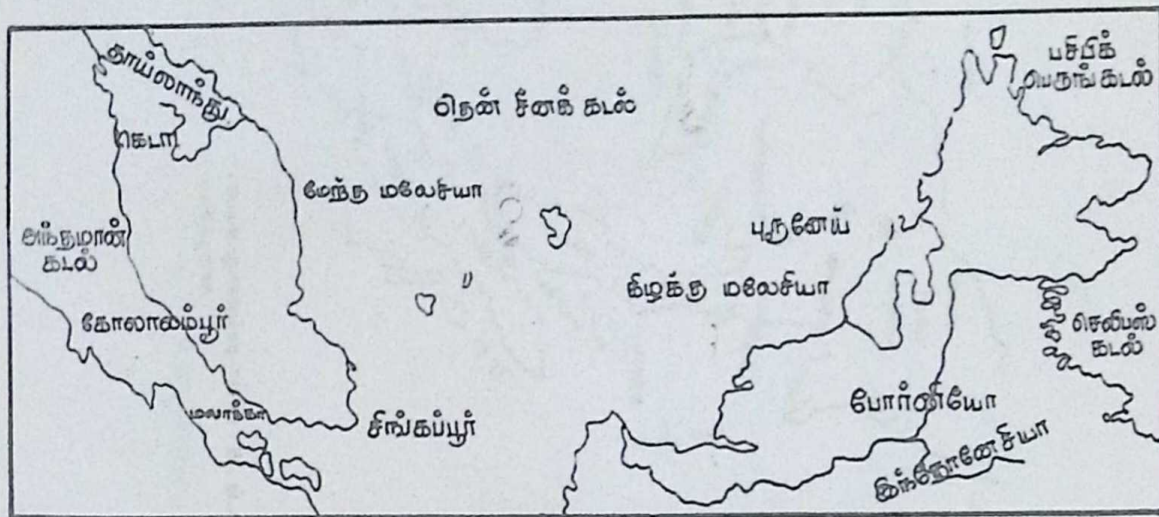 தாய்லாந்து
கெடா
தென் சீனக் கடல்
பசிபிக்
பெருங்கடல்
மேற்கு மலேசியா
அந்தமான்
கடல்
புருனேய்
கிழக்கு மலேசியா
கோலாலம்பூர்
செலிபஸ்
கடல்
மலாக்கா
சிங்கப்பூர்
போர்னியோ
இந்தோனேசியா